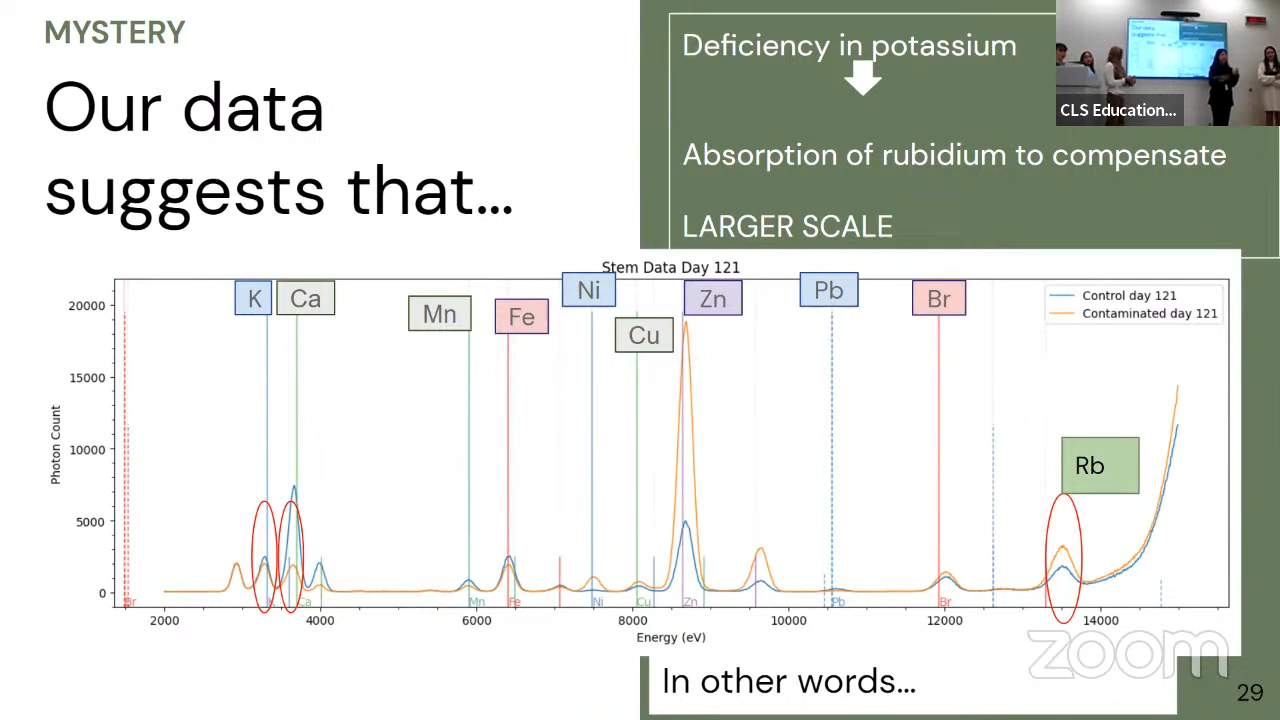 MYSTERY
Our data
suggests that…
Deficiency in potassium
Absorption of rubidium to compensate
LARGER SCALE
CLS Education...
Stem Data Day 121
K
Ca
Mn
Fe
Ni
Cu
Zn
Pb
Br
Rb
Control day 121
Contaminated day 121
Photon Count
20000
15000
10000
5000
0
Br
Ca
Mn
Fe
Ni
Cu
Zn
Pb
Br
2000
4000
6000
8000
10000
12000
14000
Energy (eV)
zoom
In other words…
29